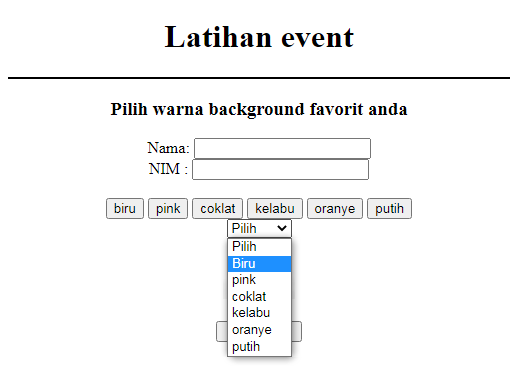 Latihan event
Pilih warna background favorit anda
Nama:
NIM :
biru pink coklat kelabu oranye putih
Pilih
Pilih
Biru
pink
coklat
kelabu
oranye
putih